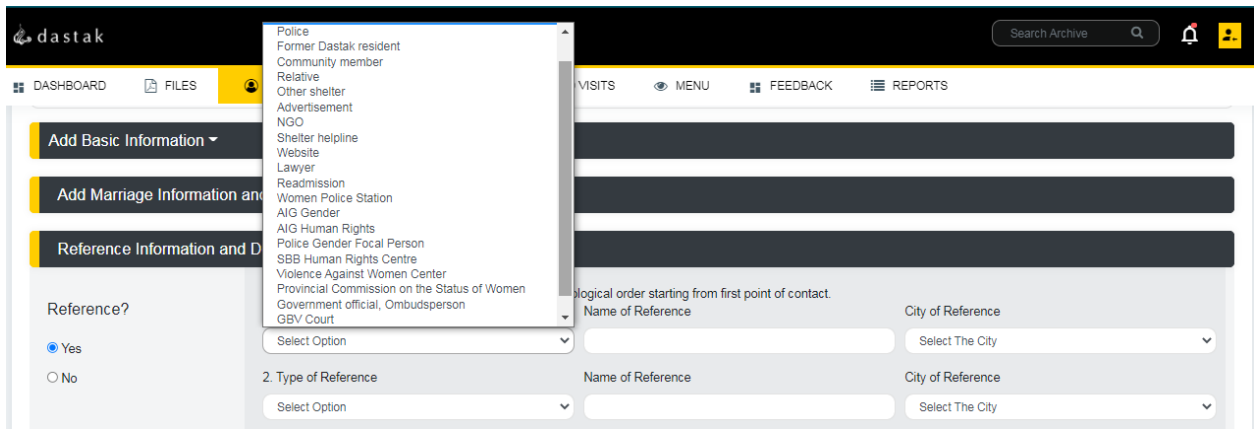 dastak
Search Archive
DASHBOARD
FILES
VISITS
MENU
FEEDBACK
REPORTS
Police
Former Dastak resident
Community member
Relative
Other shelter
Advertisement
NGO
Shelter helpline
Website
Lawyer
Readmission
Women Police Station
AIG Gender
AIG Human Rights
Police Gender Focal Person
SBB Human Rights Centre
Violence Against Women Center
Provincial Commission on the Status of Women
Government official, Ombudsperson
GBV Court
Add Basic Information
Add Marriage Information and
Reference Information and D
ological order starting from first point of contact.
Reference?
Yes
No
Name of Reference
City of Reference
Select Option
Select The City
2. Type of Reference
Name of Reference
City of Reference
Select Option
Select The City